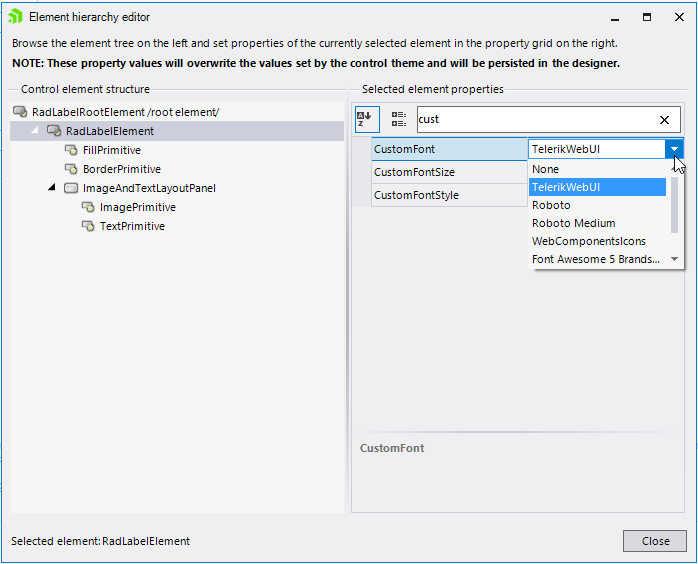 Element hierarchy editor
Browse the element tree on the left and set properties of the currently selected element in the property grid on the right.
NOTE: These property values will overwrite the values set by the control theme and will be persisted in the designer.
Control element structure
RadLabelRootElement /root element/
RadLabelElement
FillPrimitive
BorderPrimitive
ImageAndTextLayoutPanel
ImagePrimitive
TextPrimitive
Selected element properties
A
Z
cust
CustomFont TelerikWebUI
CustomFontSize
CustomFontStyle
None
TelerikWebUI
Roboto
Roboto Medium
WebComponentsIcons
Font Awesome 5 Brands...
CustomFont
Selected element: RadLabelElement
Close